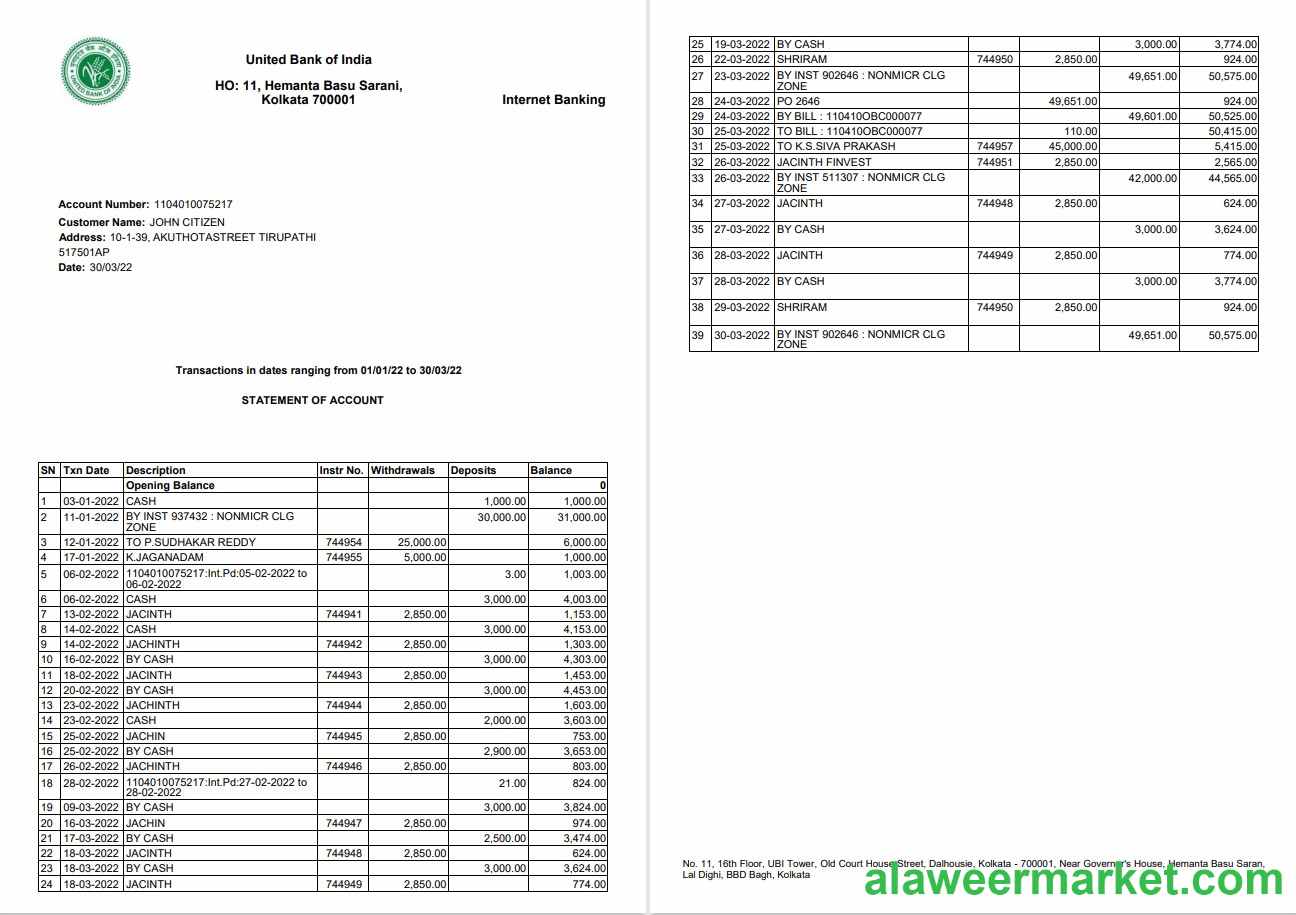 United Bank of India
HO: 11, Hemanta Basu Sarani,
Kolkata 700001
Internet Banking
UNITED BANK OF INDIA
Account Number: 1104010075217
Customer Name: JOHN CITIZEN
Address: 10-1-39, AKUTHOTASTREET TIRUPATHI
517501AP
Date: 30/03/22
Transactions in dates ranging from 01/01/22 to 30/03/22
STATEMENT OF ACCOUNT
SN Txn Date Description Instr No. Withdrawals Deposits Balance
Opening Balance 0
1 03-01-2022 CASH 1,000.00 1,000.00
2 11-01-2022 BY INST 937432 : NONMICR CLG 30,000.00 31,000.00
ZONE
3 12-01-2022 TO P.SUDHAKAR REDDY 744954 25,000.00 6,000.00
4 17-01-2022 K.JAGANADAM 744955 5,000.00 1,000.00
5 06-02-2022 1104010075217:Int.Pd:05-02-2022 to 3.00 1,003.00
06-02-2022
6 06-02-2022 CASH 3,000.00 4,003.00
7 13-02-2022 JACINTH 744941 2,850.00 1,153.00
8 14-02-2022 CASH 3,000.00 4,153.00
9 14-02-2022 JACHINTH 744942 2,850.00 1,303.00
10 16-02-2022 BY CASH 3,000.00 4,303.00
11 18-02-2022 JACINTH 744943 2,850.00 1,453.00
12 20-02-2022 BY CASH 3,000.00 4,453.00
13 23-02-2022 JACHINTH 744944 2,850.00 1,603.00
14 23-02-2022 CASH 2,000.00 3,603.00
15 25-02-2022 JACHIN 744945 2,850.00 753.00
16 25-02-2022 BY CASH 2,900.00 3,653.00
17 26-02-2022 JACHINTH 744946 2,850.00 803.00
18 28-02-2022 1104010075217:Int.Pd:27-02-2022 to 21.00 824.00
28-02-2022
19 09-03-2022 BY CASH 3,000.00 3,824.00
20 16-03-2022 JACHIN 744947 2,850.00 974.00
21 17-03-2022 BY CASH 2,500.00 3,474.00
22 18-03-2022 JACINTH 744948 2,850.00 624.00
23 18-03-2022 BY CASH 3,000.00 3,624.00
24 18-03-2022 JACINTH 744949 2,850.00 774.00
25 19-03-2022 BY CASH 3,000.00 3,774.00
26 22-03-2022 SHRIRAM 744950 2,850.00 924.00
27 23-03-2022 BY INST 902646 : NONMICR CLG 49,651.00 50,575.00
ZONE
28 24-03-2022 PO 2646 49,651.00 924.00
29 24-03-2022 BY BILL : 110410OBC000077 49,601.00 50,525.00
30 25-03-2022 TO BILL : 110410OBC000077 110.00 50,415.00
31 25-03-2022 TO K.S.SIVA PRAKASH 744957 45,000.00 5,415.00
32 26-03-2022 JACINTH FINVEST 744951 2,850.00 2,565.00
33 26-03-2022 BY INST 511307 : NONMICR CLG 42,000.00 44,565.00
ZONE
34 27-03-2022 JACINTH 744948 2,850.00 624.00
35 27-03-2022 BY CASH 3,000.00 3,624.00
36 28-03-2022 JACINTH 744949 2,850.00 774.00
37 28-03-2022 BY CASH 3,000.00 3,774.00
38 29-03-2022 SHRIRAM 744950 2,850.00 924.00
39 30-03-2022 BY INST 902646 : NONMICR CLG 49,651.00 50,575.00
ZONE
No. 11, 16th Floor, UBI Tower, Old Court House Street, Dalhousie, Kolkata - 700001, Near Governor's House, Hemanta Basu Saran,
Lal Dighi, BBD Bagh, Kolkata
alaweermarket.com